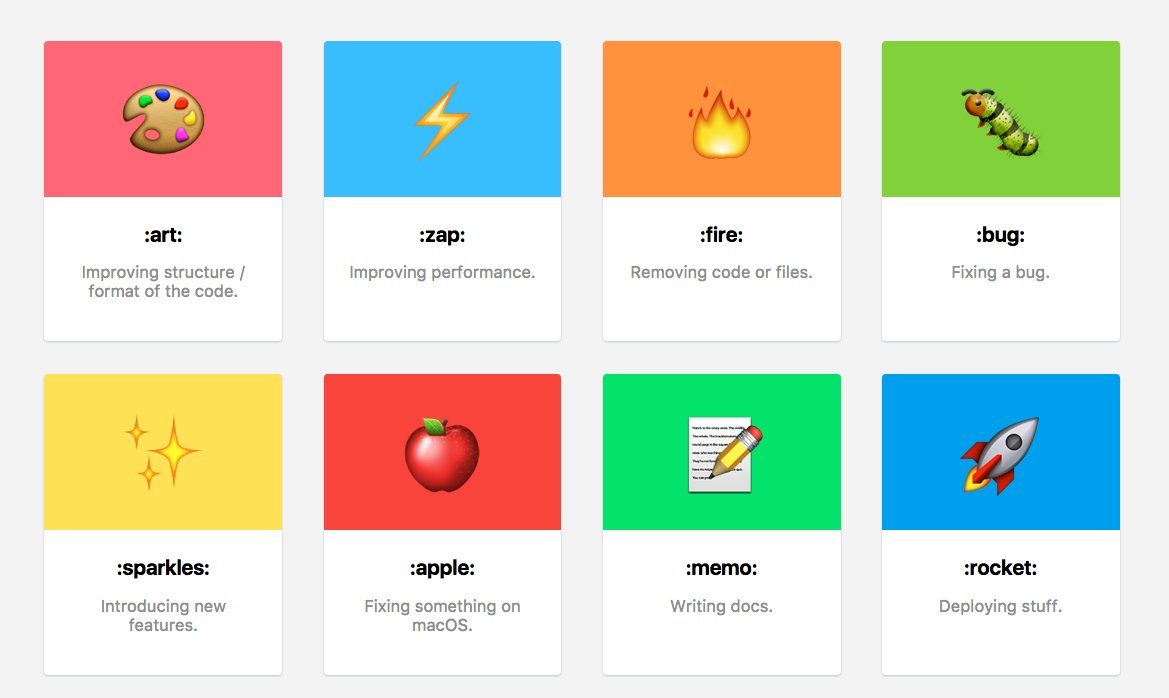 :art:
Improving structure /
format of the code.
:zap:
Improving performance.
:fire:
Removing code or files.
:bug:
Fixing a bug.
:sparkles:
Introducing new
features.
:apple:
Fixing something on
macOS.
:memo:
Writing docs.
:rocket:
Deploying stuff.